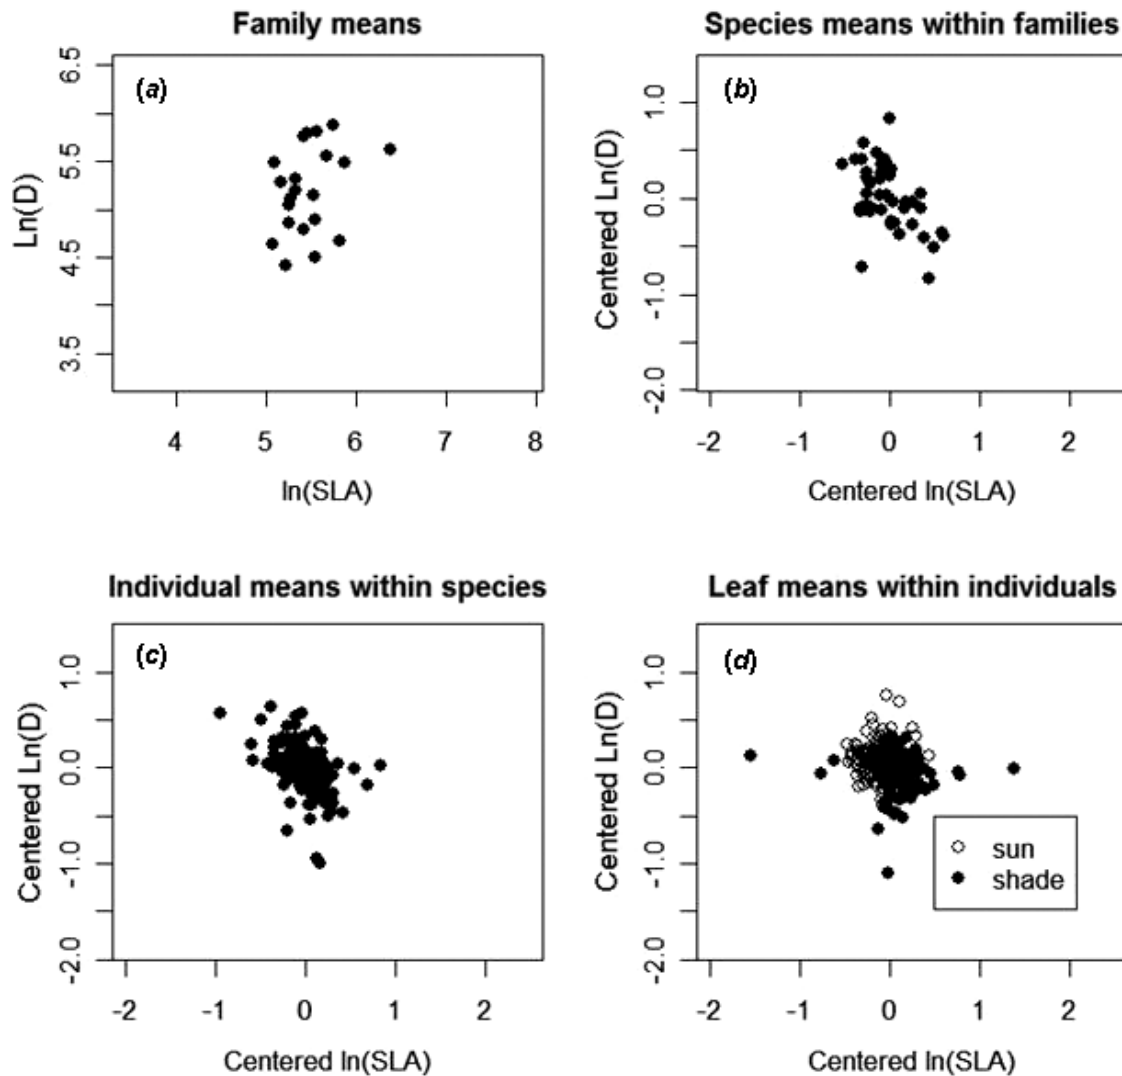 Family means
(a)
Ln(D)
6.5
5.5
4.5
3.5
4 5 6 7 8
ln(SLA)
Species means within families
(b)
Centered Ln(D)
1.0
0.0
-1.0
-2.0
-2 -1 0 1 2
Centered ln(SLA)
Individual means within species
(c)
Centered Ln(D)
1.0
0.0
-1.0
-2.0
-2 -1 0 1 2
Centered ln(SLA)
Leaf means within individuals
(d)
Centered Ln(D)
1.0
0.0
-1.0
-2.0
sun
shade
-2 -1 0 1 2
Centered ln(SLA)